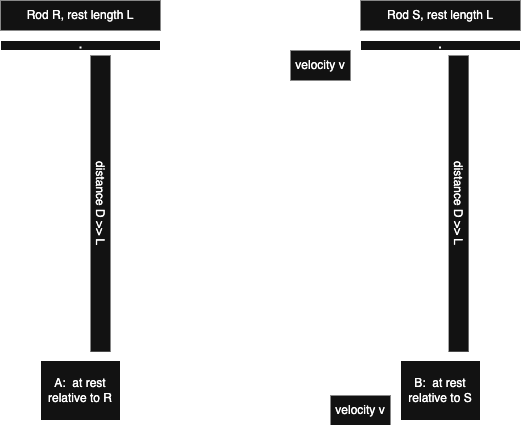 Rod R, rest length L
Rod S, rest length L
velocity v
distance D >> L
distance D >> L
A:  at rest
relative to R
B:  at rest
relative to S
velocity v